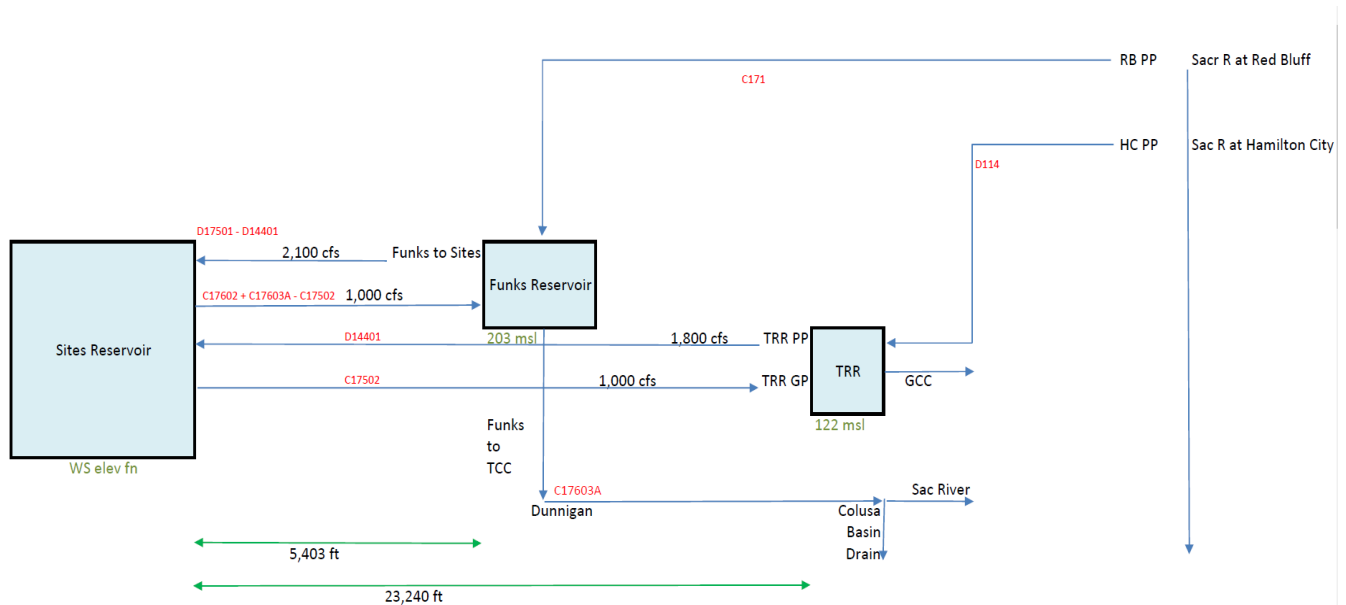 RB PP
Sacr R at Red Bluff
C171
HC PP
Sac R at Hamilton City
D114
D17501 - D14401
2,100 cfs
Funks to Sites
Funks Reservoir
C17602 + C17603A - C17502
1,000 cfs
203 msl
D14401
1,800 cfs
TRR PP
Sites Reservoir
TRR
C17502
1,000 cfs
TRR GP
GCC
122 msl
WS elev fn
Funks
to
TCC
C17603A
Sac River
Dunnigan
Colusa
Basin
Drain
5,403 ft
23,240 ft